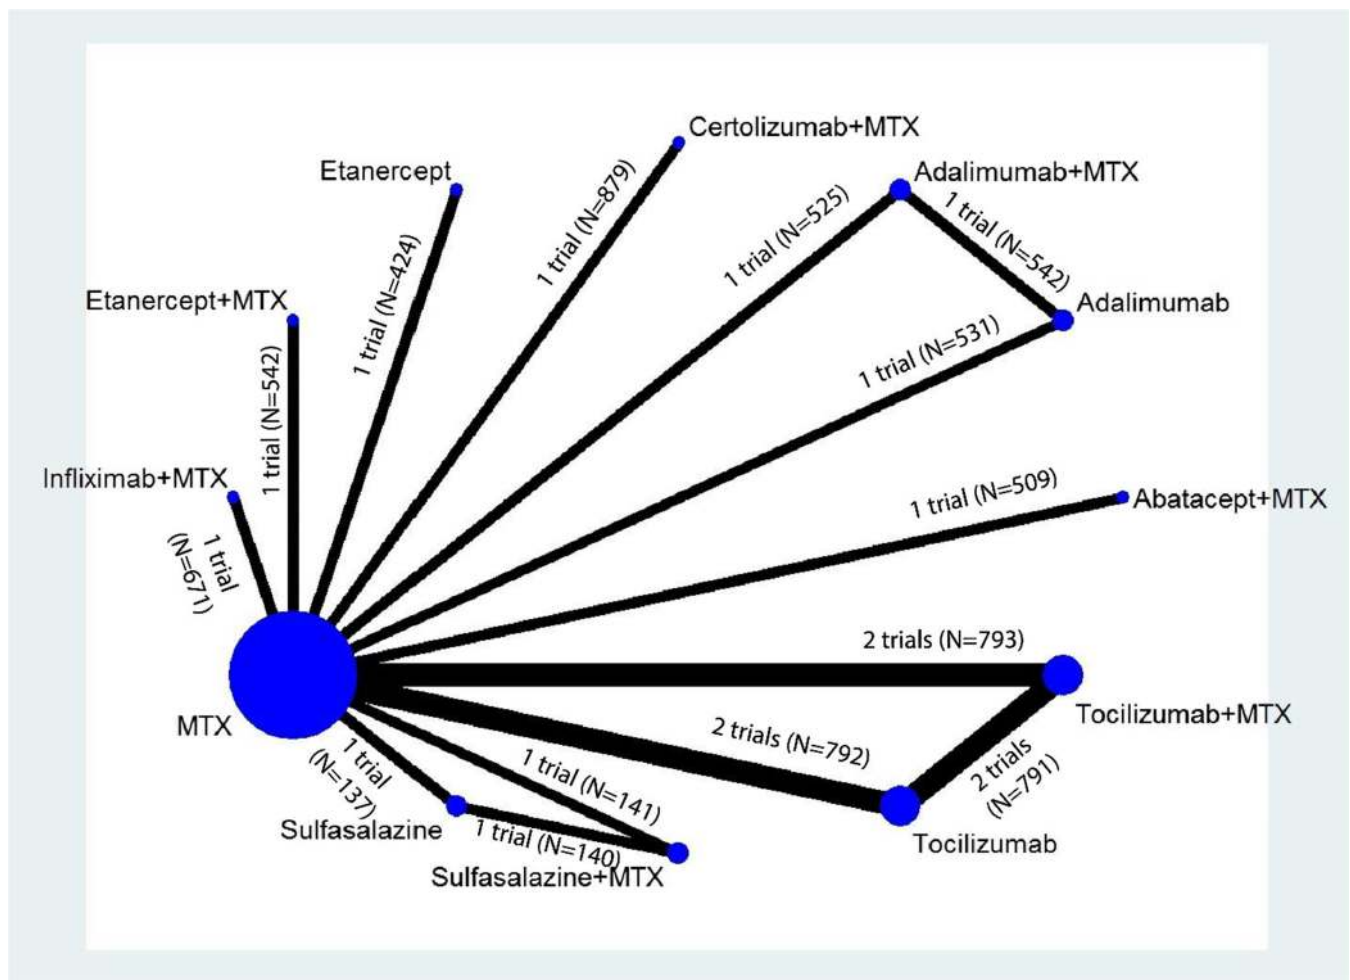 Certolizumab+MTX
Etanercept
Adalimumab+MTX
1 trial (N=879)
1 trial (N=525)
1 trial (N=542)
1 trial (N=424)
Etanercept+MTX
Adalimumab
1 trial (N=542)
1 trial (N=531)
Infliximab+MTX
1 trial (N=509)
Abatacept+MTX
1 trial
(N=671)
2 trials (N=793)
MTX
Tocilizumab+MTX
2 trials (N=792)
2 trials
(N=791)
1 trial
(N=137)
1 trial (N=141)
Sulfasalazine
1 trial (N=140)
Tocilizumab
Sulfasalazine+MTX